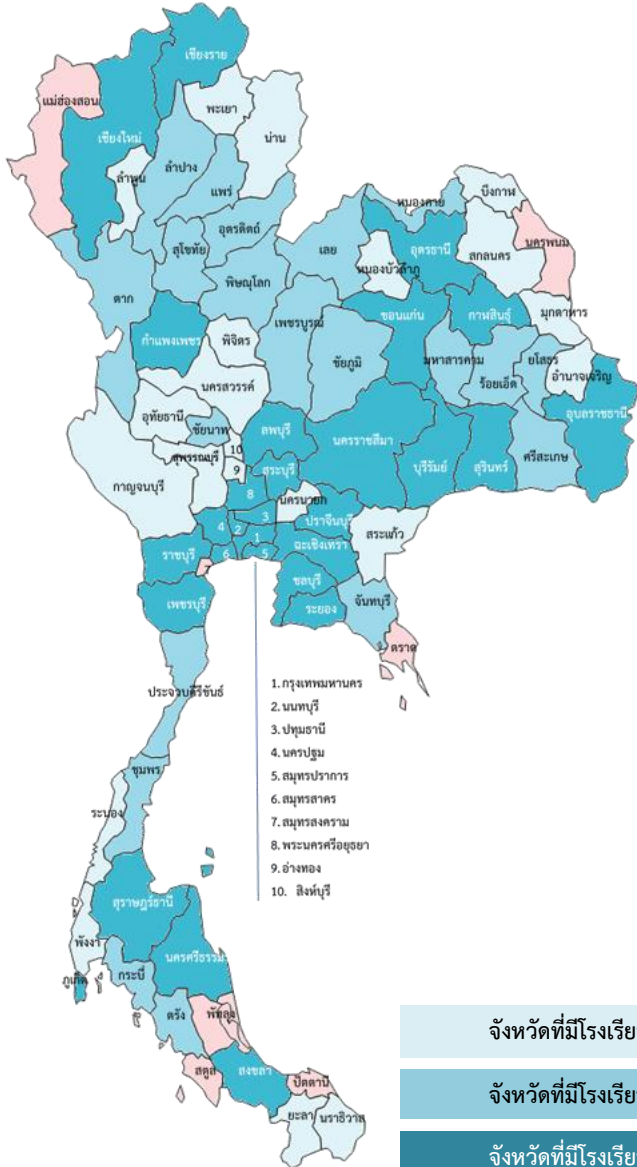 เชียงราย
แม่ฮ่องสอน
พะเยา
เชียงใหม่
น่าน
ลำปาง
ลำพูน
แพร่
บึงกาฬ
หนองคาย
อุตรดิตถ์
นครพนม
สุโขทัย
เลย
อุดรธานี
สกลนคร
หนองบัวลำภู
พิษณุโลก
ตาก
ขอนแก่น
กาฬสินธุ์
มุกดาหาร
เพชรบูรณ์
กำแพงเพชร
พิจิตร
ชัยภูมิ
มหาสารคาม
ยโสธร
ร้อยเอ็ด
อำนาจเจริญ
นครสวรรค์
อุทัยธานี
ชัยนาท
ลพบุรี
นครราชสีมา
อุบลราชธานี
บุรีรัมย์
สุรินทร์
ศรีสะเกษ
สุพรรณบุรี
10
9
สระบุรี
กาญจนบุรี
8
นครนายก
3
ปราจีนบุรี
4
2
1
สระแก้ว
ฉะเชิงเทรา
ราชบุรี
6
5
7
ชลบุรี
เพชรบุรี
ระยอง
จันทบุรี
ตราด
ประจวบคีรีขันธ์
1. กรุงเทพมหานคร
2. นนทบุรี
3. ปทุมธานี
4. นครปฐม
5. สมุทรปราการ
6. สมุทรสาคร
7. สมุทรสงคราม
8. พระนครศรีอยุธยา
9. อ่างทอง
10. สิงห์บุรี
ชุมพร
ระนอง
สุราษฎร์ธานี
พังงา
นครศรีธรรม
ภูเก็ต
กระบี่
ตรัง
พัทลุง
สตูล
สงขลา
ปัตตานี
ยะลา
นราธิวาส
จังหวัดที่มีโรงเรีย
จังหวัดที่มีโรงเรีย
จังหวัดที่มีโรงเรีย